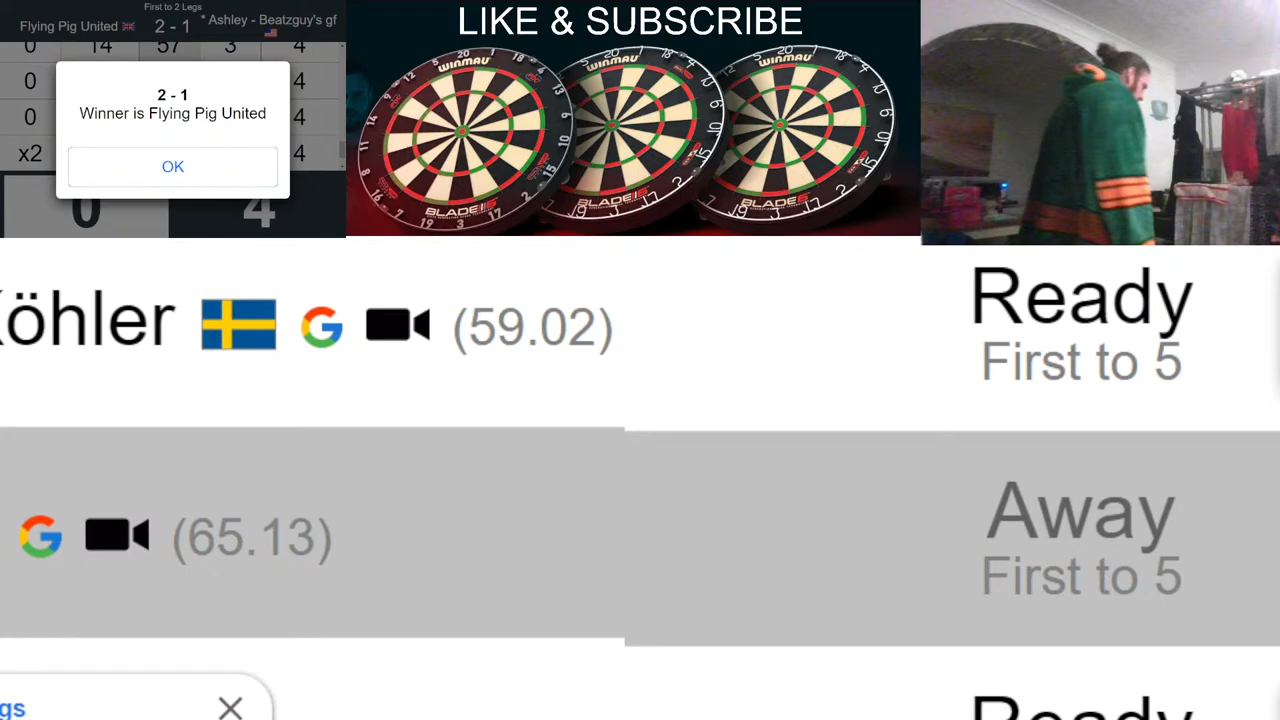 First to 2 Legs
Flying Pig United 2 - 1 * Ashley - Beatzguy's gf
0 14 57 3 4
0 4
0 4
x2 4
2 - 1
Winner is Flying Pig United
OK
0 4
LIKE & SUBSCRIBE
WINMAU
WINMAU
WINMAU
BLADE 6
BLADE 6
BLADE 6
öhler (59.02) Ready
First to 5
(65.13) Away
First to 5
gs Ready